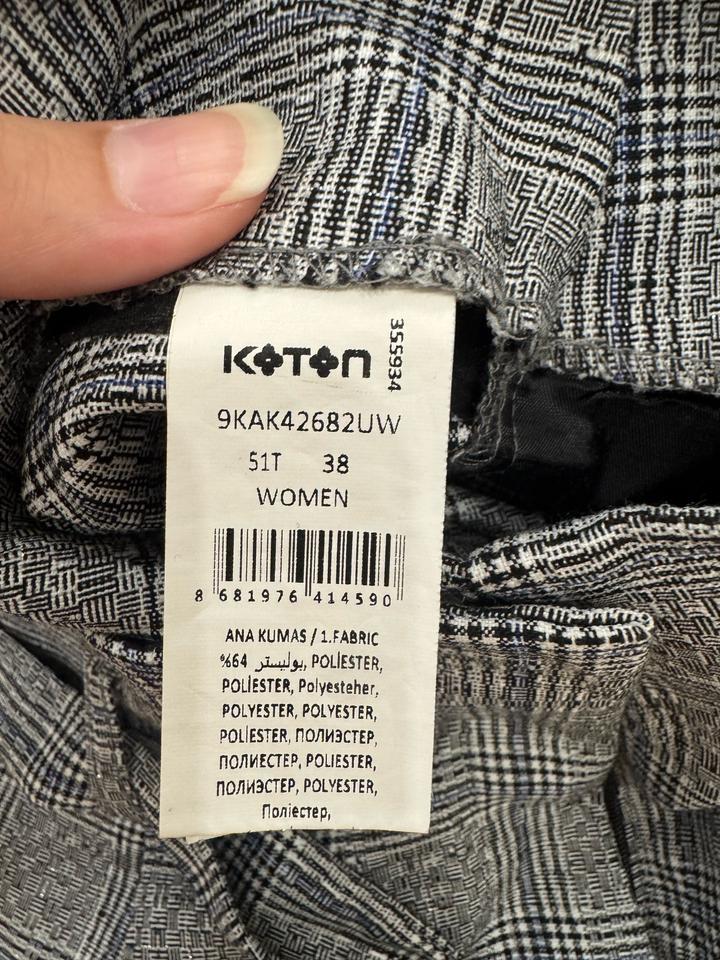 KOTON
355934
9KAK42682UW
51T 38
WOMEN
8 681976 414590
ANA KUMAS / 1.FABRIC
%64 بوليستر, POLİESTER,
POLİESTER, Polyesteher,
POLYESTER, POLYESTER,
POLİESTER, ПОЛИЭСТЕР,
ПОЛИЕСТЕР, POLIESTER,
ПОЛИЭСТЕР, POLYESTER,
Поліестер,